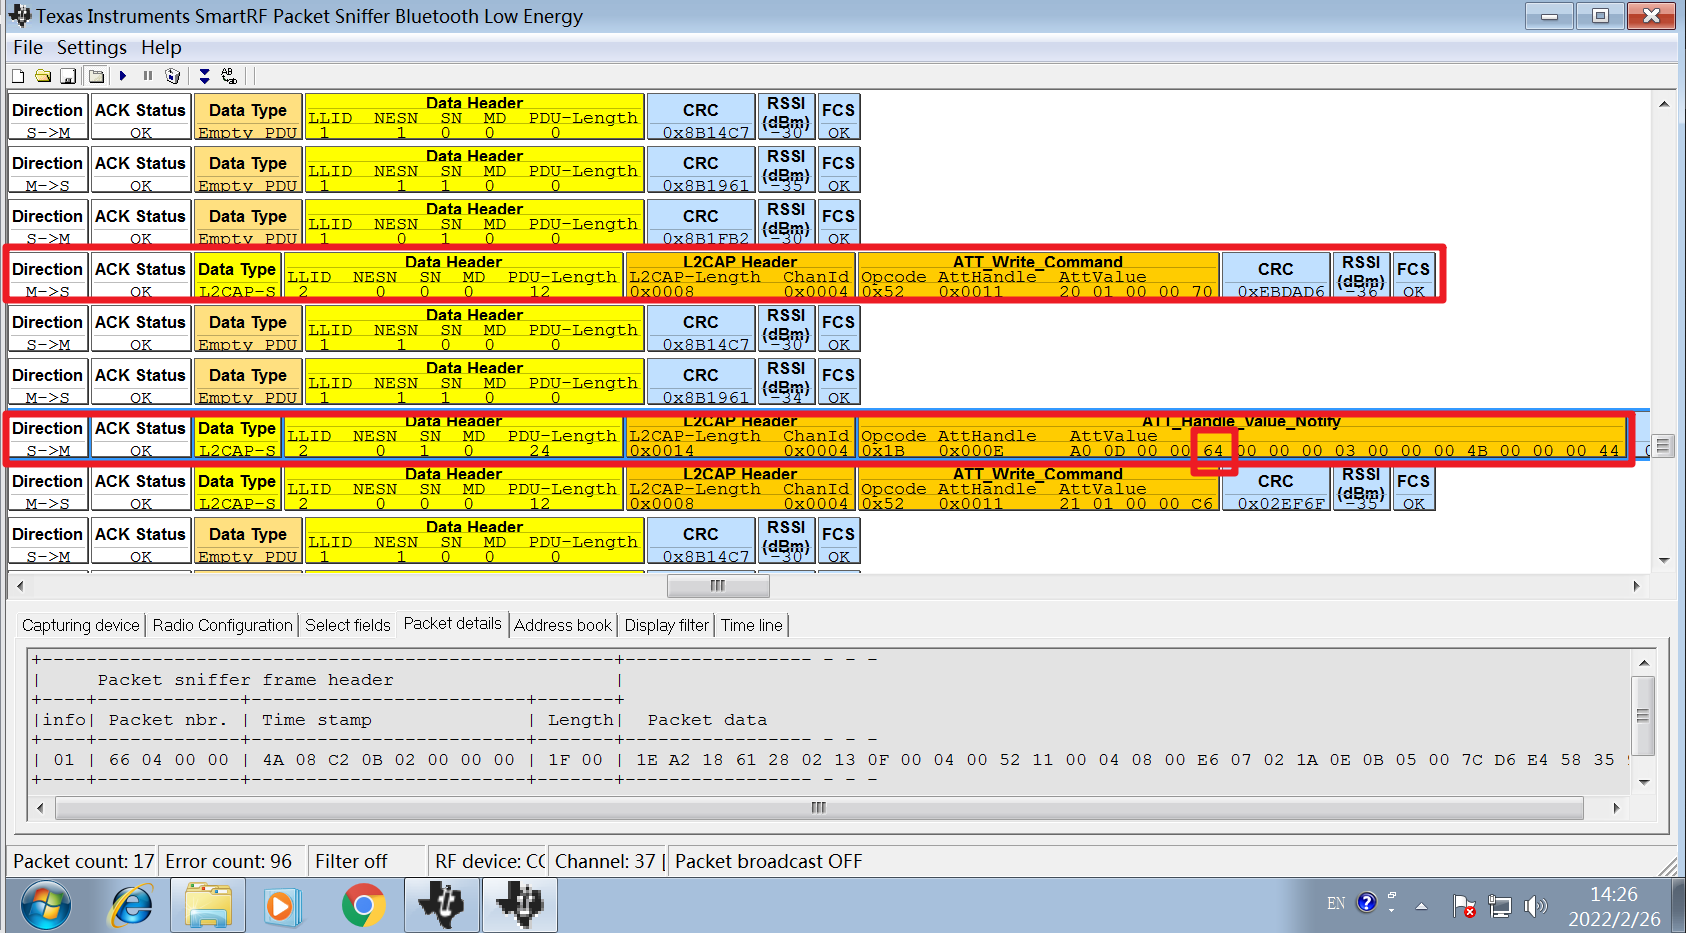 Texas Instruments SmartRF Packet Sniffer Bluetooth Low Energy
File Settings Help
Direction ACK Status Data Type Data Header CRC RSSI (dBm) FCS
LLID NESN SN MD PDU-Length
S->M OK Empty PDU 1 1 0 0 0 0x8B14C7 -30 OK
Direction ACK Status Data Type Data Header CRC RSSI (dBm) FCS
LLID NESN SN MD PDU-Length
M->S OK Empty PDU 1 1 1 0 0 0x8B1961 -35 OK
Direction ACK Status Data Type Data Header CRC RSSI (dBm) FCS
LLID NESN SN MD PDU-Length
S->M OK Empty PDU 1 0 1 0 0 0x8B1FB2 -30 OK
Direction ACK Status Data Type Data Header L2CAP Header ATT_Write_Command CRC RSSI (dBm) FCS
LLID NESN SN MD PDU-Length L2CAP-Length ChanId Opcode AttHandle AttValue
M->S OK L2CAP-S 2 0 0 0 12 0x0008 0x0004 0x52 0x0011 20 01 00 00 70 0xEBDAD6 -36 OK
Direction ACK Status Data Type Data Header CRC RSSI (dBm) FCS
LLID NESN SN MD PDU-Length
S->M OK Empty PDU 1 1 0 0 0 0x8B14C7 -30 OK
Direction ACK Status Data Type Data Header CRC RSSI (dBm) FCS
LLID NESN SN MD PDU-Length
M->S OK Empty PDU 1 1 1 0 0 0x8B1961 -34 OK
Direction ACK Status Data Type Data Header L2CAP Header ATT_Handle_Value_Notify
LLID NESN SN MD PDU-Length L2CAP-Length ChanId Opcode AttHandle AttValue
S->M OK L2CAP-S 2 0 1 0 24 0x0014 0x0004 0x1B 0x000E A0 0D 00 00 64 00 00 00 03 00 00 00 4B 00 00 00 44
Direction ACK Status Data Type Data Header L2CAP Header ATT_Write_Command CRC RSSI (dBm) FCS
LLID NESN SN MD PDU-Length L2CAP-Length ChanId Opcode AttHandle AttValue
M->S OK L2CAP-S 2 0 0 0 12 0x0008 0x0004 0x52 0x0011 21 01 00 00 C6 0x02EF6F -35 OK
Direction ACK Status Data Type Data Header CRC RSSI (dBm) FCS
LLID NESN SN MD PDU-Length
S->M OK Empty PDU 1 1 0 0 0 0x8B14C7 -30 OK
Capturing device Radio Configuration Select fields Packet details Address book Display filter Time line
Packet sniffer frame header
|info| Packet nbr. | Time stamp | Length| Packet data
| 01 | 66 04 00 00 | 4A 08 C2 0B 02 00 00 00 | 1F 00 | 1E A2 18 61 28 02 13 0F 00 04 00 52 11 00 04 08 00 E6 07 02 1A 0E 0B 05 00 7C D6 E4 58 35
Packet count: 17 Error count: 96 Filter off RF device: CC Channel: 37 | Packet broadcast OFF
EN
14:26
2022/2/26